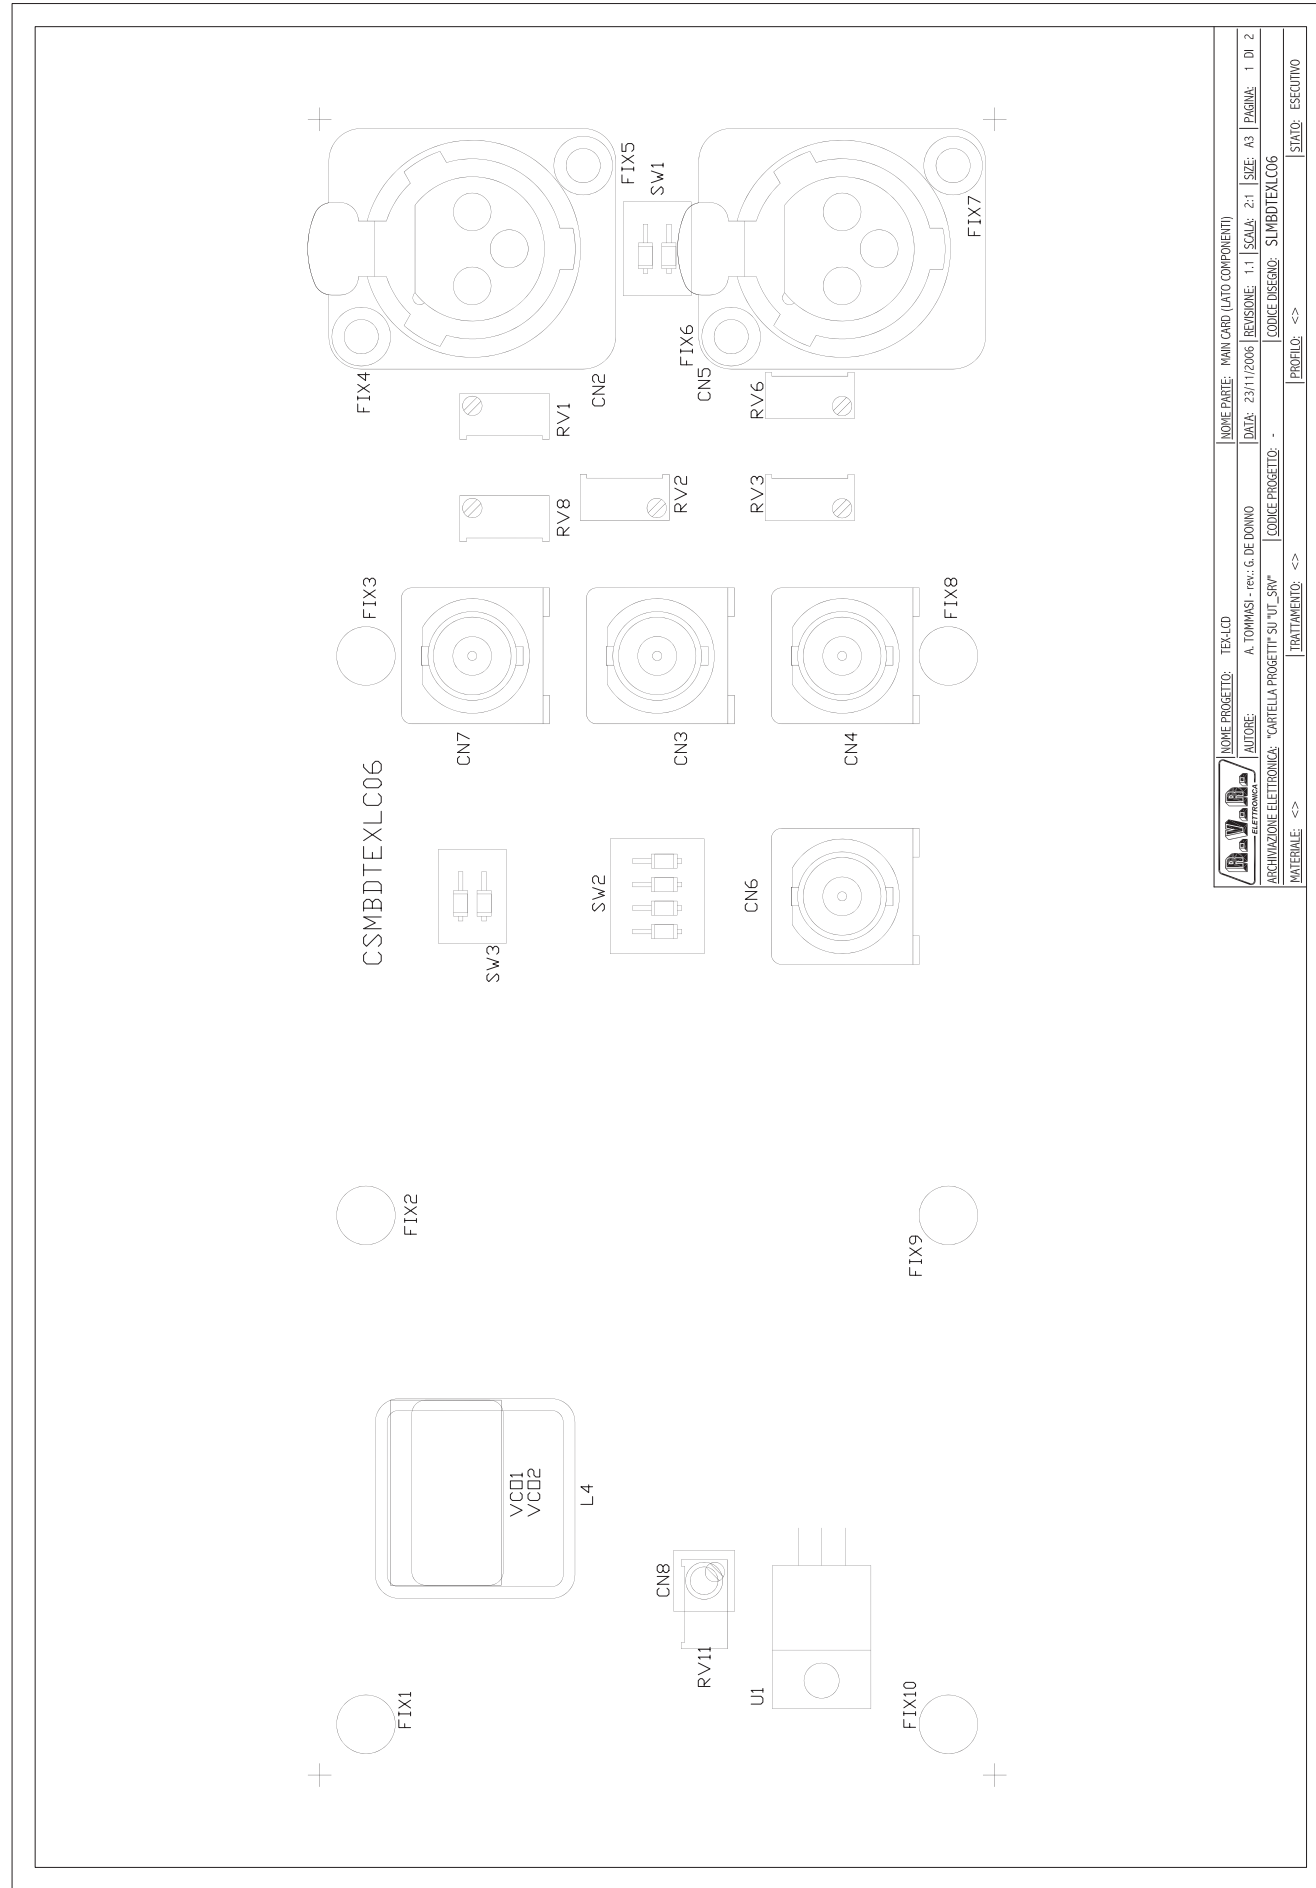 FIX5
SW1
FIX7
FIX4
CN2
FIX6
CN5
RV1
RV6
RV8
RV2
RV3
FIX3
FIX8
CN7
CN3
CN4
CSMBDTEXLC06
SW3
SW2
CN6
FIX2
FIX9
VCO1
VCO2
L4
CN8
RV11
U1
FIX1
FIX10
R.V.R.
ELETTRONICA
NOME PROGETTO: TEX-LCD NOME PARTE: MAIN CARD (LATO COMPONENTI)
AUTORE: A. TOMMASI - rev.: G. DE DONNO DATA: 23/11/2006 REVISIONE: 1.1 SCALA: 2:1 SIZE: A3 PAGINA: 1 DI 2
ARCHIVIAZIONE ELETTRONICA: "CARTELLA PROGETTI" SU "UT_SRV" CODICE PROGETTO: - CODICE DISEGNO: SLMBDTEXLC06
MATERIALE: <> TRATTAMENTO: <> PROFILO: <> STATO: ESECUTIVO